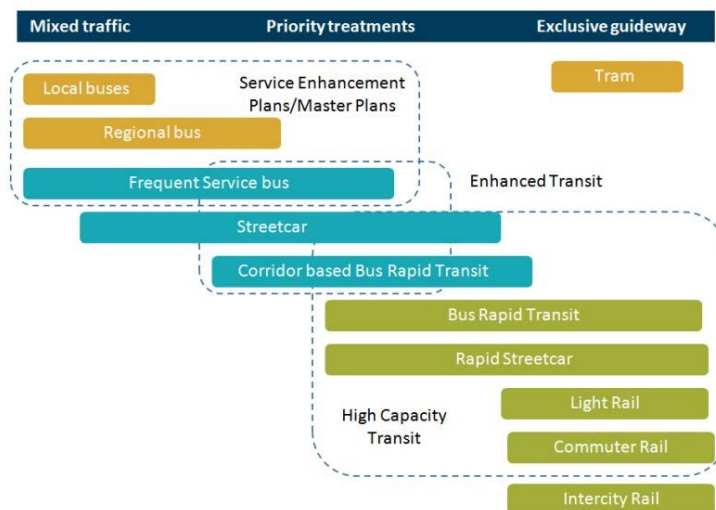 Mixed traffic
Priority treatments
Exclusive guideway
Local buses
Service Enhancement
Plans/Master Plans
Tram
Regional bus
Frequent Service bus
Enhanced Transit
Streetcar
Corridor based Bus Rapid Transit
Bus Rapid Transit
Rapid Streetcar
Light Rail
High Capacity
Transit
Commuter Rail
Intercity Rail